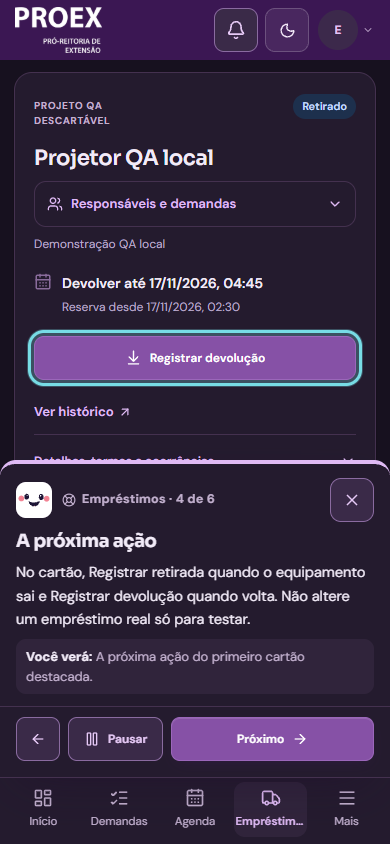 PROEX
PRÓ-REITORIA DE
EXTENSÃO
E
PROJETO QA
DESCARTÁVEL
Retirado
Projetor QA local
Responsáveis e demandas
Demonstração QA local
Devolver até 17/11/2026, 04:45
Reserva desde 17/11/2026, 02:30
Registrar devolução
Ver histórico
Empréstimos · 4 de 6
A próxima ação
No cartão, Registrar retirada quando o equipamento
sai e Registrar devolução quando volta. Não altere
um empréstimo real só para testar.
Você verá: A próxima ação do primeiro cartão
destacada.
Pausar
Próximo
Início
Demandas
Agenda
Empréstim...
Mais